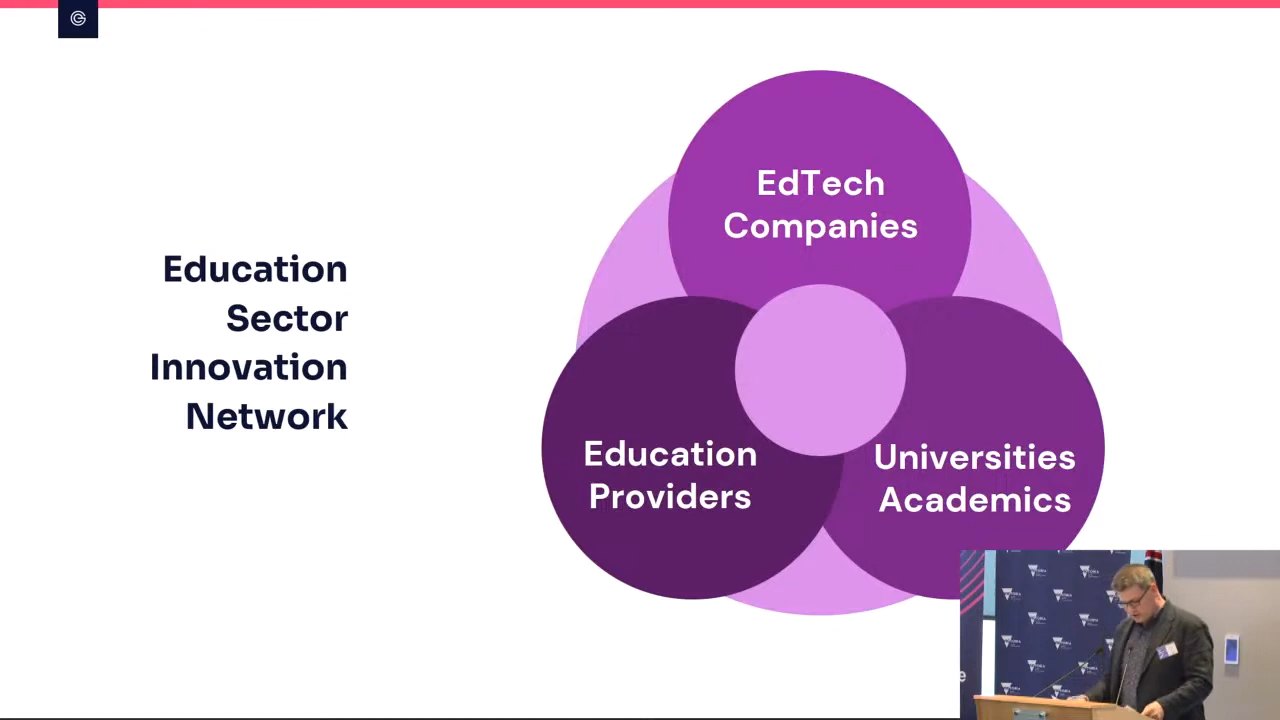 Education
Sector
Innovation
Network
EdTech
Companies
Education
Providers
Universities
Academics